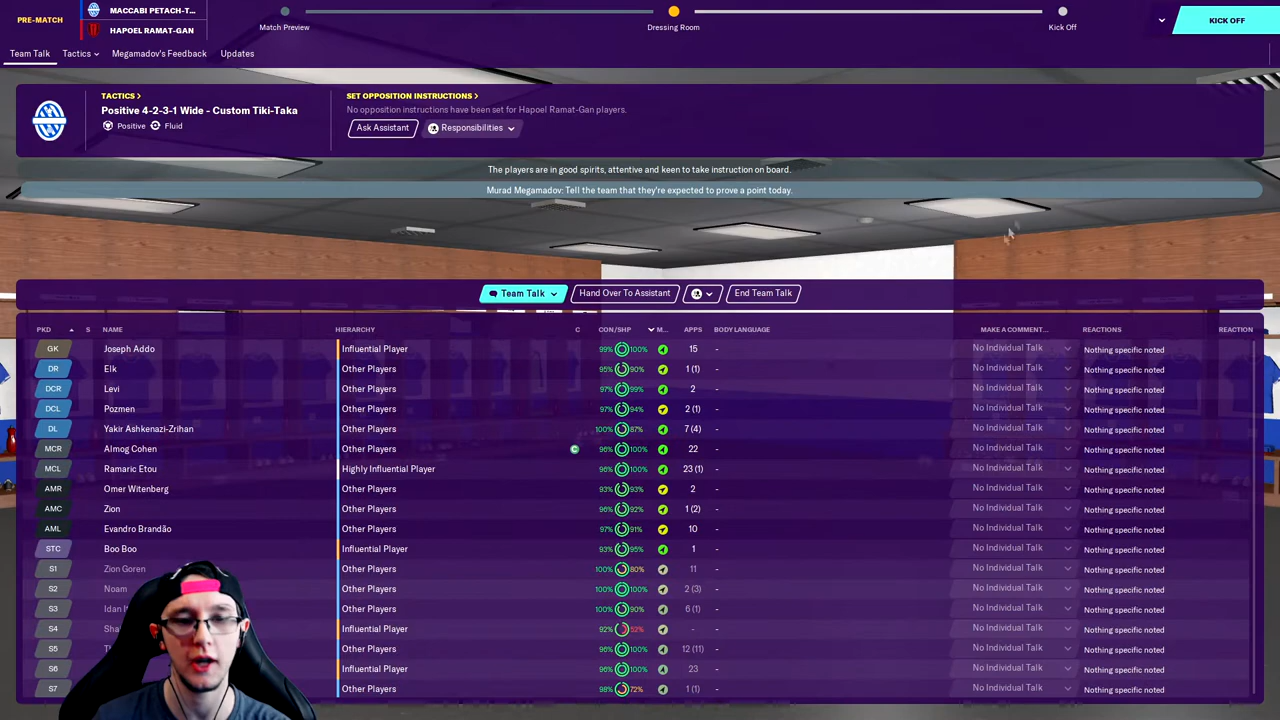 PRE-MATCH
MACCABI PETACH-T...
HAPOEL RAMAT-GAN
Match Preview
Dressing Room
Kick Off
KICK OFF
Team Talk
Tactics
Megamadov's Feedback
Updates
TACTICS >
Positive 4-2-3-1 Wide - Custom Tiki-Taka
Positive
Fluid
SET OPPOSITION INSTRUCTIONS >
No opposition instructions have been set for Hapoel Ramat-Gan players.
Ask Assistant
Responsibilities
The players are in good spirits, attentive and keen to take instruction on board.
Murad Megamadov: Tell the team that they're expected to prove a point today.
Team Talk
Hand Over To Assistant
End Team Talk
PKD S NAME HIERARCHY C CON/SHP M... APPS BODY LANGUAGE MAKE A COMMENT... REACTIONS REACTION
GK Joseph Addo Influential Player 99% 100% 15 - No Individual Talk Nothing specific noted
DR Elk Other Players 95% 90% 1 (1) - No Individual Talk Nothing specific noted
DCR Levi Other Players 97% 99% 2 - No Individual Talk Nothing specific noted
DCL Pozmen Other Players 97% 94% 2 (1) - No Individual Talk Nothing specific noted
DL Yakir Ashkenazi-Zrihan Other Players 100% 87% 7 (4) - No Individual Talk Nothing specific noted
MCR Almog Cohen Other Players C 96% 100% 22 - No Individual Talk Nothing specific noted
MCL Ramaric Etou Highly Influential Player 96% 100% 23 (1) - No Individual Talk Nothing specific noted
AMR Omer Witenberg Other Players 93% 93% 2 - No Individual Talk Nothing specific noted
AMC Zion Other Players 96% 92% 1 (2) - No Individual Talk Nothing specific noted
AML Evandro Brandão Other Players 97% 91% 10 - No Individual Talk Nothing specific noted
STC Boo Boo Influential Player 93% 95% 1 - No Individual Talk Nothing specific noted
S1 Zion Goren Other Players 100% 80% 11 - No Individual Talk Nothing specific noted
S2 Noam Other Players 100% 100% 2 (3) - No Individual Talk Nothing specific noted
S3 Idan Other Players 100% 90% 6 (1) - No Individual Talk Nothing specific noted
S4 Influential Player 92% 52% - - No Individual Talk Nothing specific noted
S5 Other Players 96% 100% 12 (11) - No Individual Talk Nothing specific noted
S6 Influential Player 96% 100% 23 - No Individual Talk Nothing specific noted
S7 Other Players 98% 72% 1 (1) - No Individual Talk Nothing specific noted